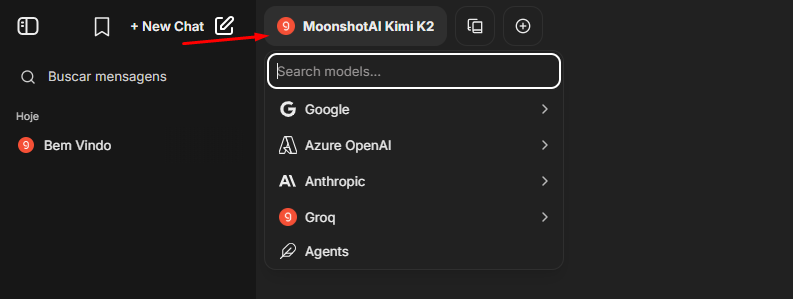 + New Chat
MoonshotAI Kimi K2
Buscar mensagens
Hoje
Bem Vindo
Search models...
Google
Azure OpenAI
Anthropic
Groq
Agents